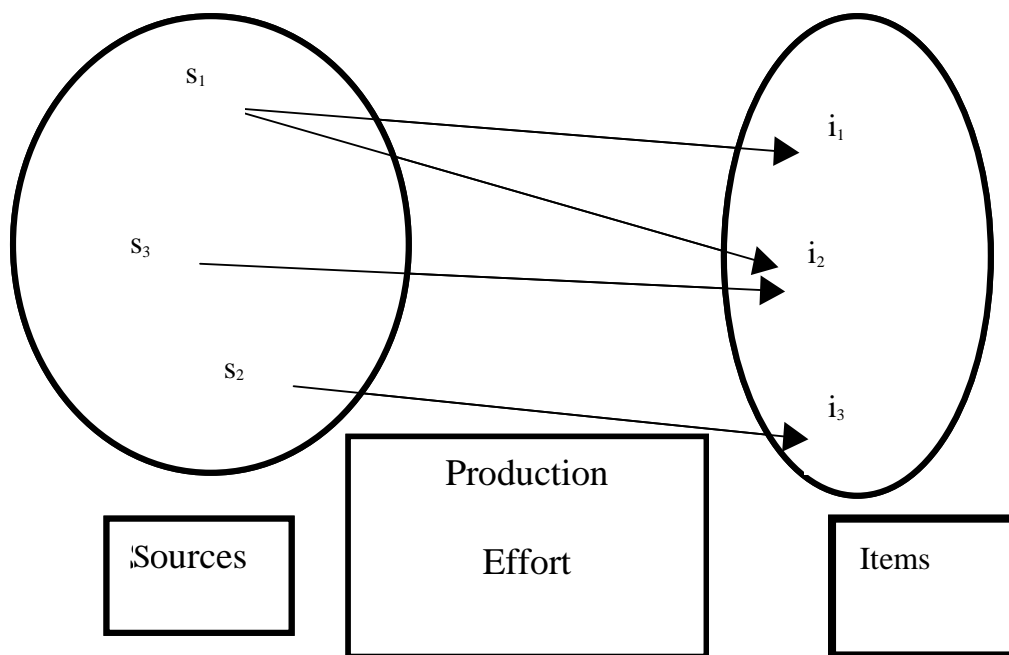 s₁
i₁
s₃
i₂
s₂
i₃
Production
Effort
Sources
Items